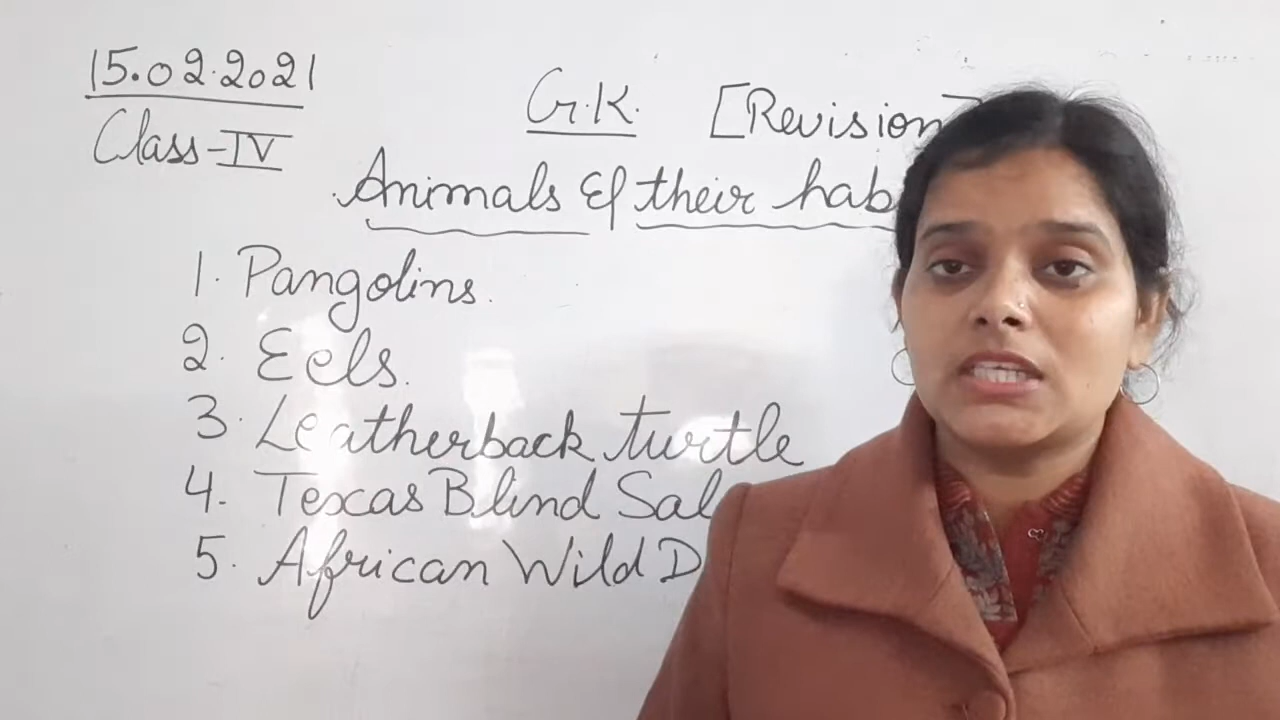 15.02.2021
Class-IV
G.K. [Revision]
Animals & their hab
1. Pangolins.
2. Eels.
3. Leatherback turtle
4. Texas Blind Sal
5. African Wild D